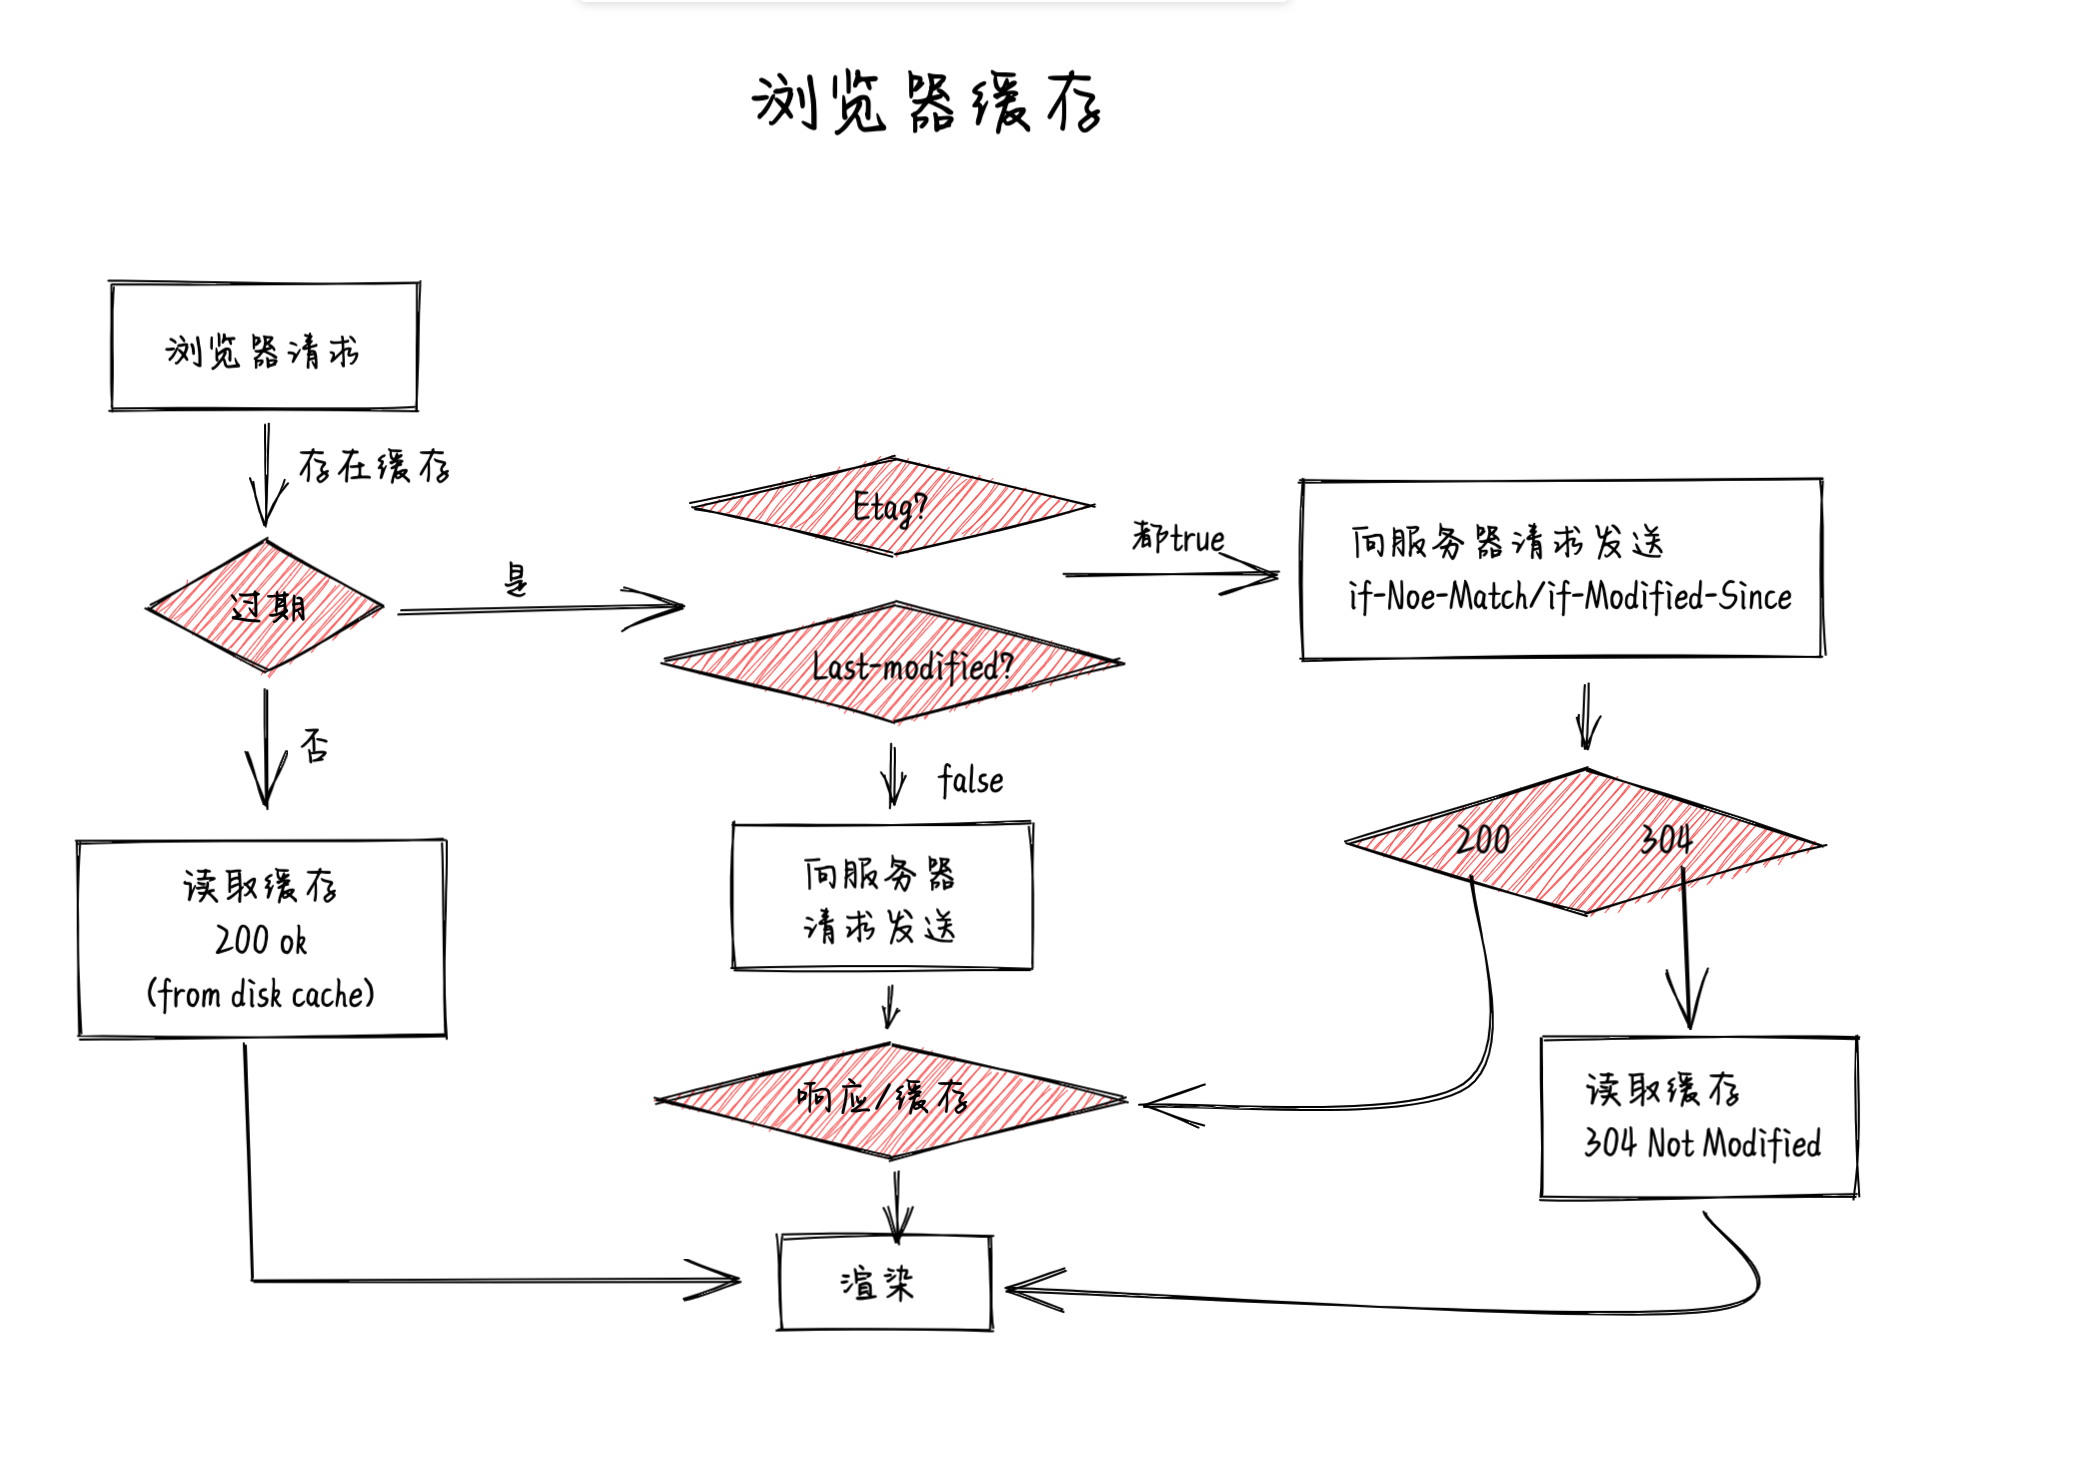 浏览器缓存
浏览器请求
存在缓存
过期
是
否
读取缓存
200 ok
(from disk cache)
Etag?
Last-modified?
都true
false
向服务器
请求发送
响应/缓存
渲染
向服务器请求发送
if-Noe-Match/if-Modified-Since
200
304
读取缓存
304 Not Modified